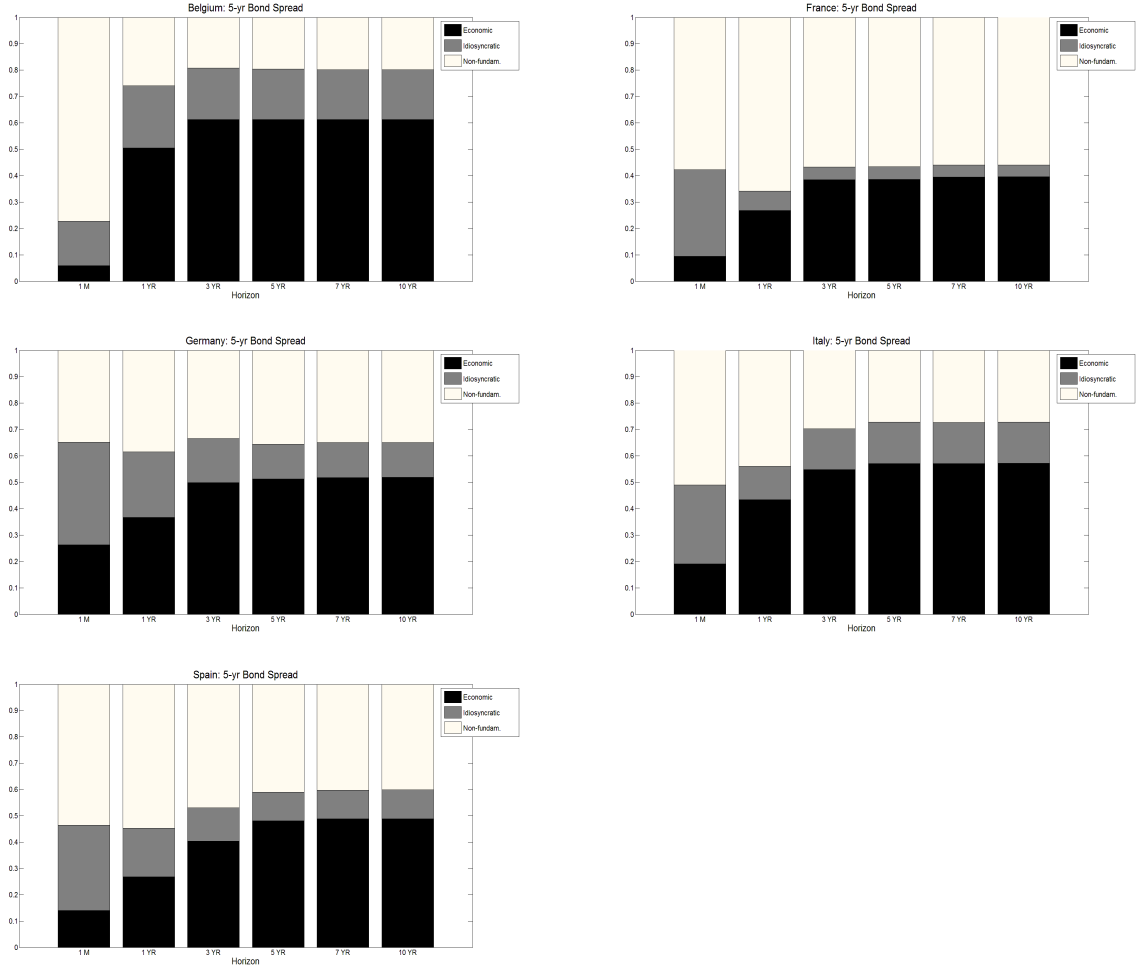 Belgium: 5-yr Bond Spread
1
0.9
0.8
0.7
0.6
0.5
0.4
0.3
0.2
0.1
0
Economic
Idiosyncratic
Non-fundam.
1 M 1 YR 3 YR 5 YR 7 YR 10 YR
Horizon
France: 5-yr Bond Spread
1
0.9
0.8
0.7
0.6
0.5
0.4
0.3
0.2
0.1
0
Economic
Idiosyncratic
Non-fundam.
1 M 1 YR 3 YR 5 YR 7 YR 10 YR
Horizon
Germany: 5-yr Bond Spread
1
0.9
0.8
0.7
0.6
0.5
0.4
0.3
0.2
0.1
0
Economic
Idiosyncratic
Non-fundam.
1 M 1 YR 3 YR 5 YR 7 YR 10 YR
Horizon
Italy: 5-yr Bond Spread
1
0.9
0.8
0.7
0.6
0.5
0.4
0.3
0.2
0.1
0
Economic
Idiosyncratic
Non-fundam.
1 M 1 YR 3 YR 5 YR 7 YR 10 YR
Horizon
Spain: 5-yr Bond Spread
1
0.9
0.8
0.7
0.6
0.5
0.4
0.3
0.2
0.1
0
Economic
Idiosyncratic
Non-fundam.
1 M 1 YR 3 YR 5 YR 7 YR 10 YR
Horizon